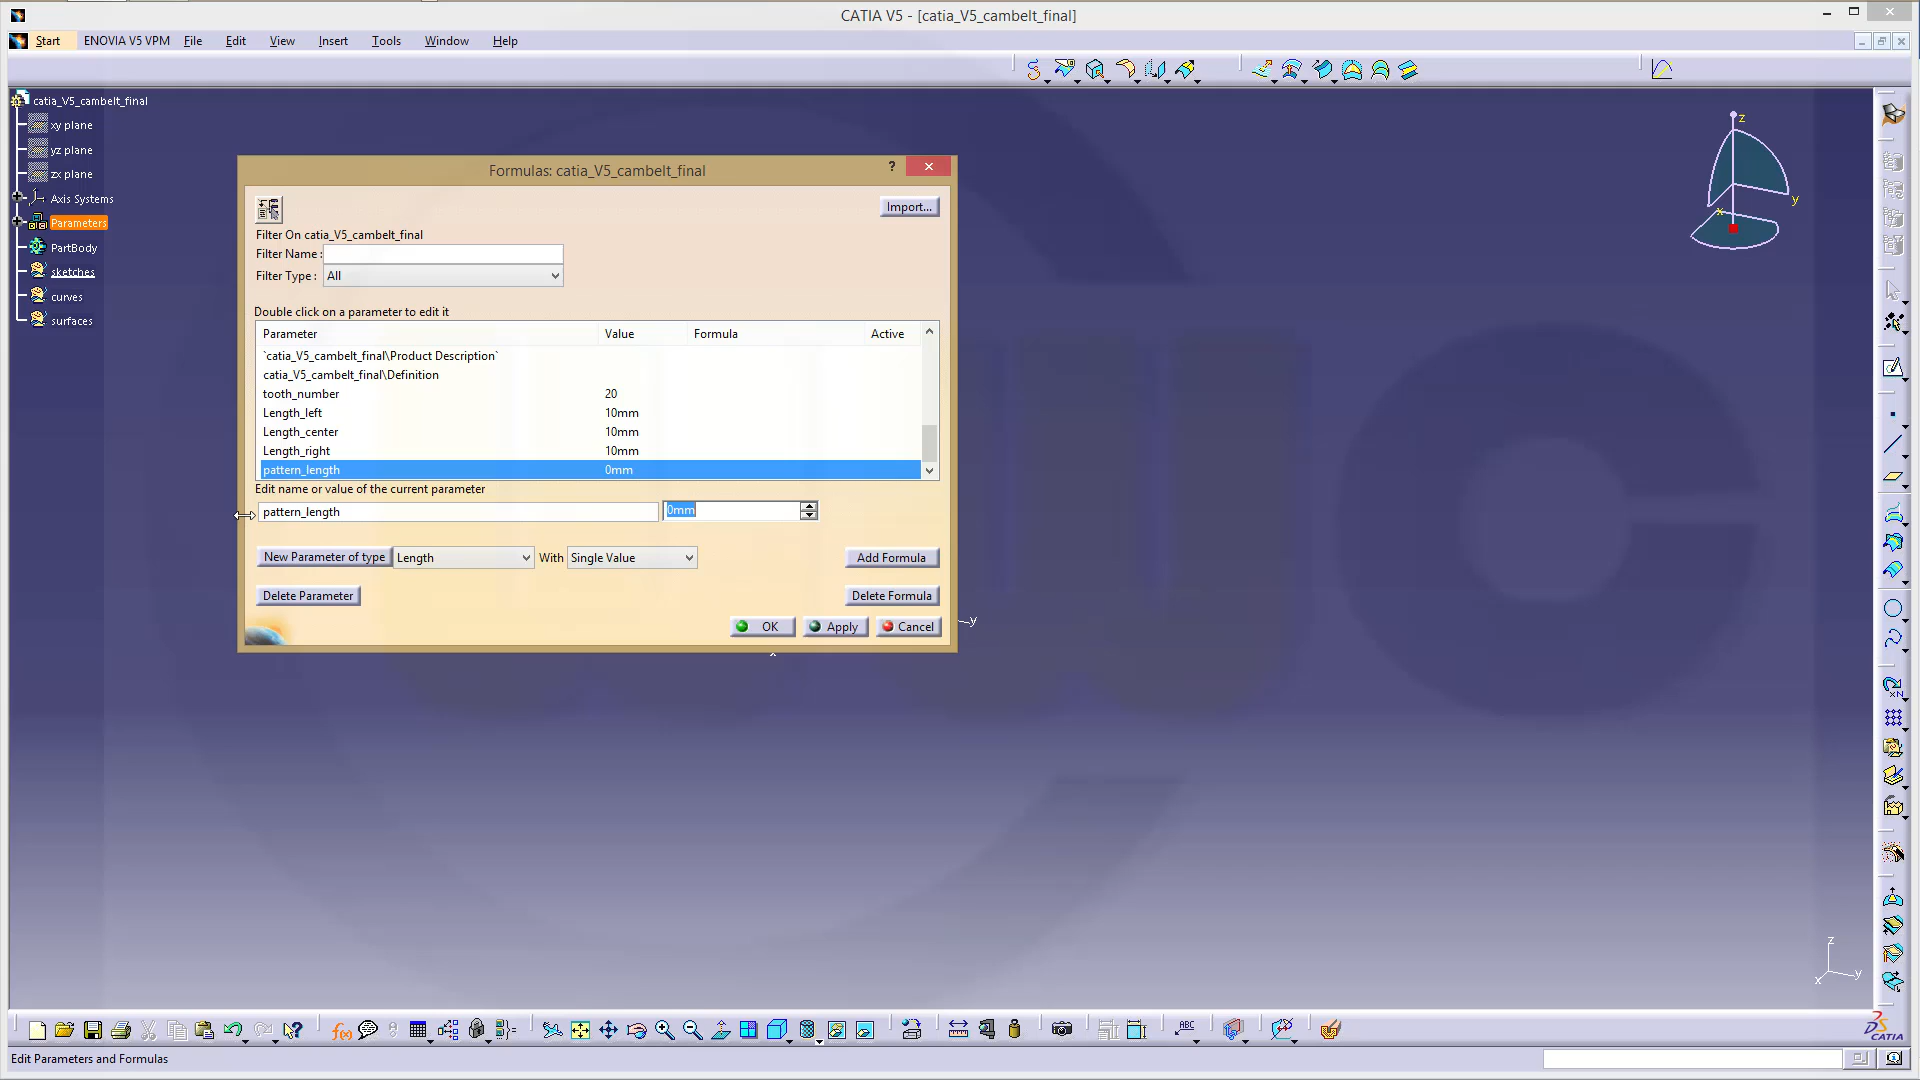 CATIA V5 - [catia_V5_cambelt_final]
Start ENOVIA V5 VPM File Edit View Insert Tools Window Help
catia_V5_cambelt_final
xy plane
yz plane
zx plane
Axis Systems
Parameters
PartBody
sketches
curves
surfaces
z
y
x
Formulas: catia_V5_cambelt_final
?
Import...
Filter On catia_V5_cambelt_final
Filter Name :
Filter Type : All
Double click on a parameter to edit it
Parameter Value Formula Active
`catia_V5_cambelt_final\Product Description`
catia_V5_cambelt_final\Definition
tooth_number 20
Length_left 10mm
Length_center 10mm
Length_right 10mm
pattern_length 0mm
Edit name or value of the current parameter
pattern_length 0mm
New Parameter of type Length With Single Value Add Formula
Delete Parameter Delete Formula
OK Apply Cancel
y
x
z
y
x
f(x)
ABC
CATIA
Edit Parameters and Formulas